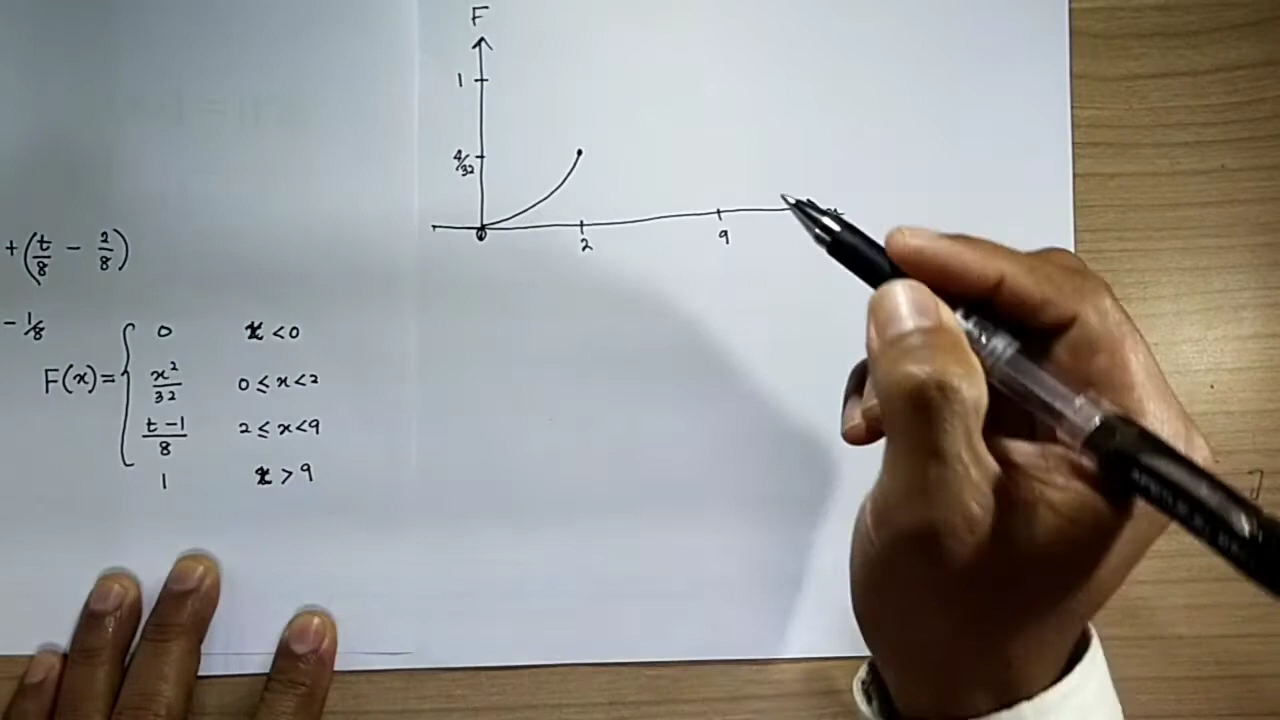 F
1
4/32
0 2 9 x
+(t/8 - 2/8)
- 1/8
F(x)= { 0 x < 0
x²/32 0 ≤ x < 2
t-1/8 2 ≤ x < 9
1 x > 9